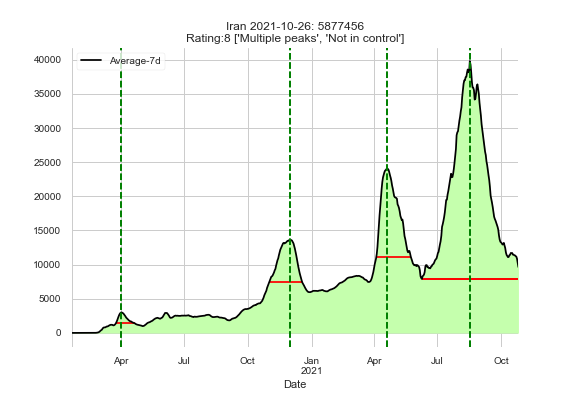 Iran 2021-10-26: 5877456
Rating:8 ['Multiple peaks', 'Not in control']
Average-7d
40000
35000
30000
25000
20000
15000
10000
5000
0
Apr Jul Oct Jan Apr Jul Oct
2021
Date